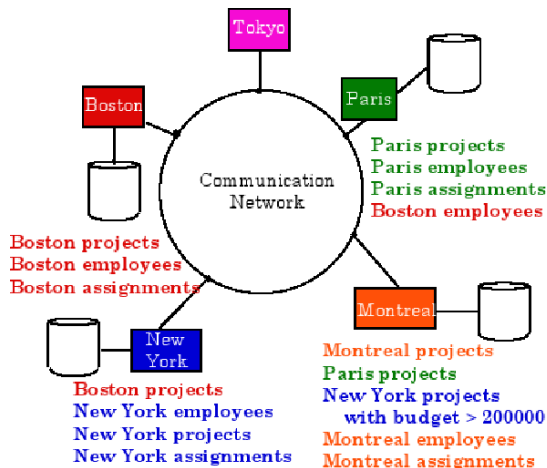 Tokyo
Boston
Paris
Communication
Network
Paris projects
Paris employees
Paris assignments
Boston employees
Boston projects
Boston employees
Boston assignments
Montreal
New
York
Montreal projects
Paris projects
New York projects
with budget > 200000
Montreal employees
Montreal assignments
Boston projects
New York employees
New York projects
New York assignments